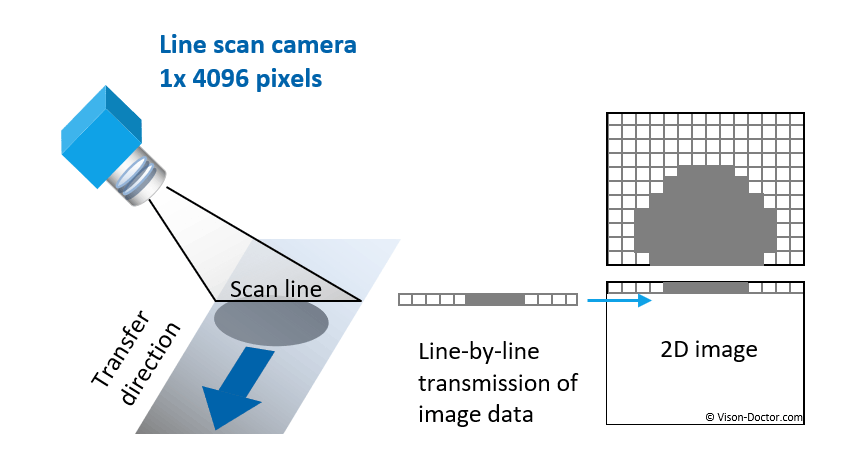 Line scan camera
1x 4096 pixels
Scan line
Transfer
direction
Line-by-line
transmission of
image data
2D image
© Vison-Doctor.com